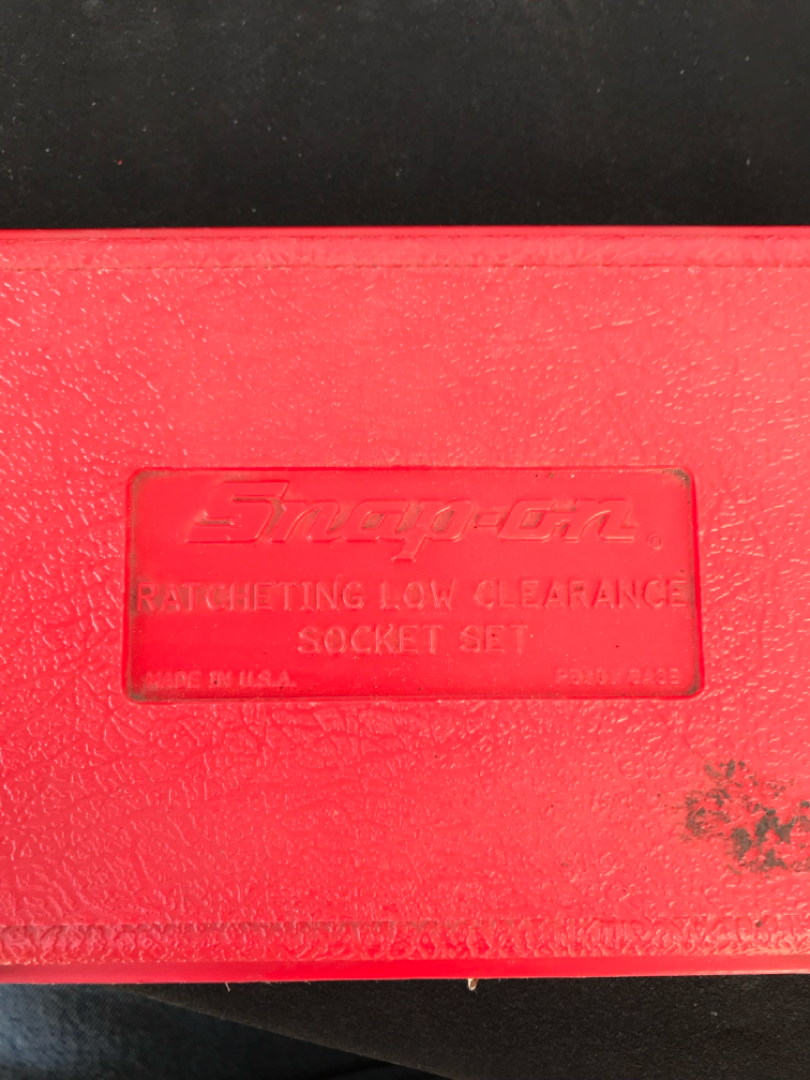 Snap-on®
RATCHETING LOW CLEARANCE
SOCKET SET
MADE IN U.S.A.